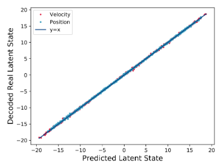 Velocity
Position
y=x
Decoded Real Latent State
20
15
10
5
0
−5
−10
−15
−20
−20 −15 −10 −5 0 5 10 15 20
Predicted Latent State